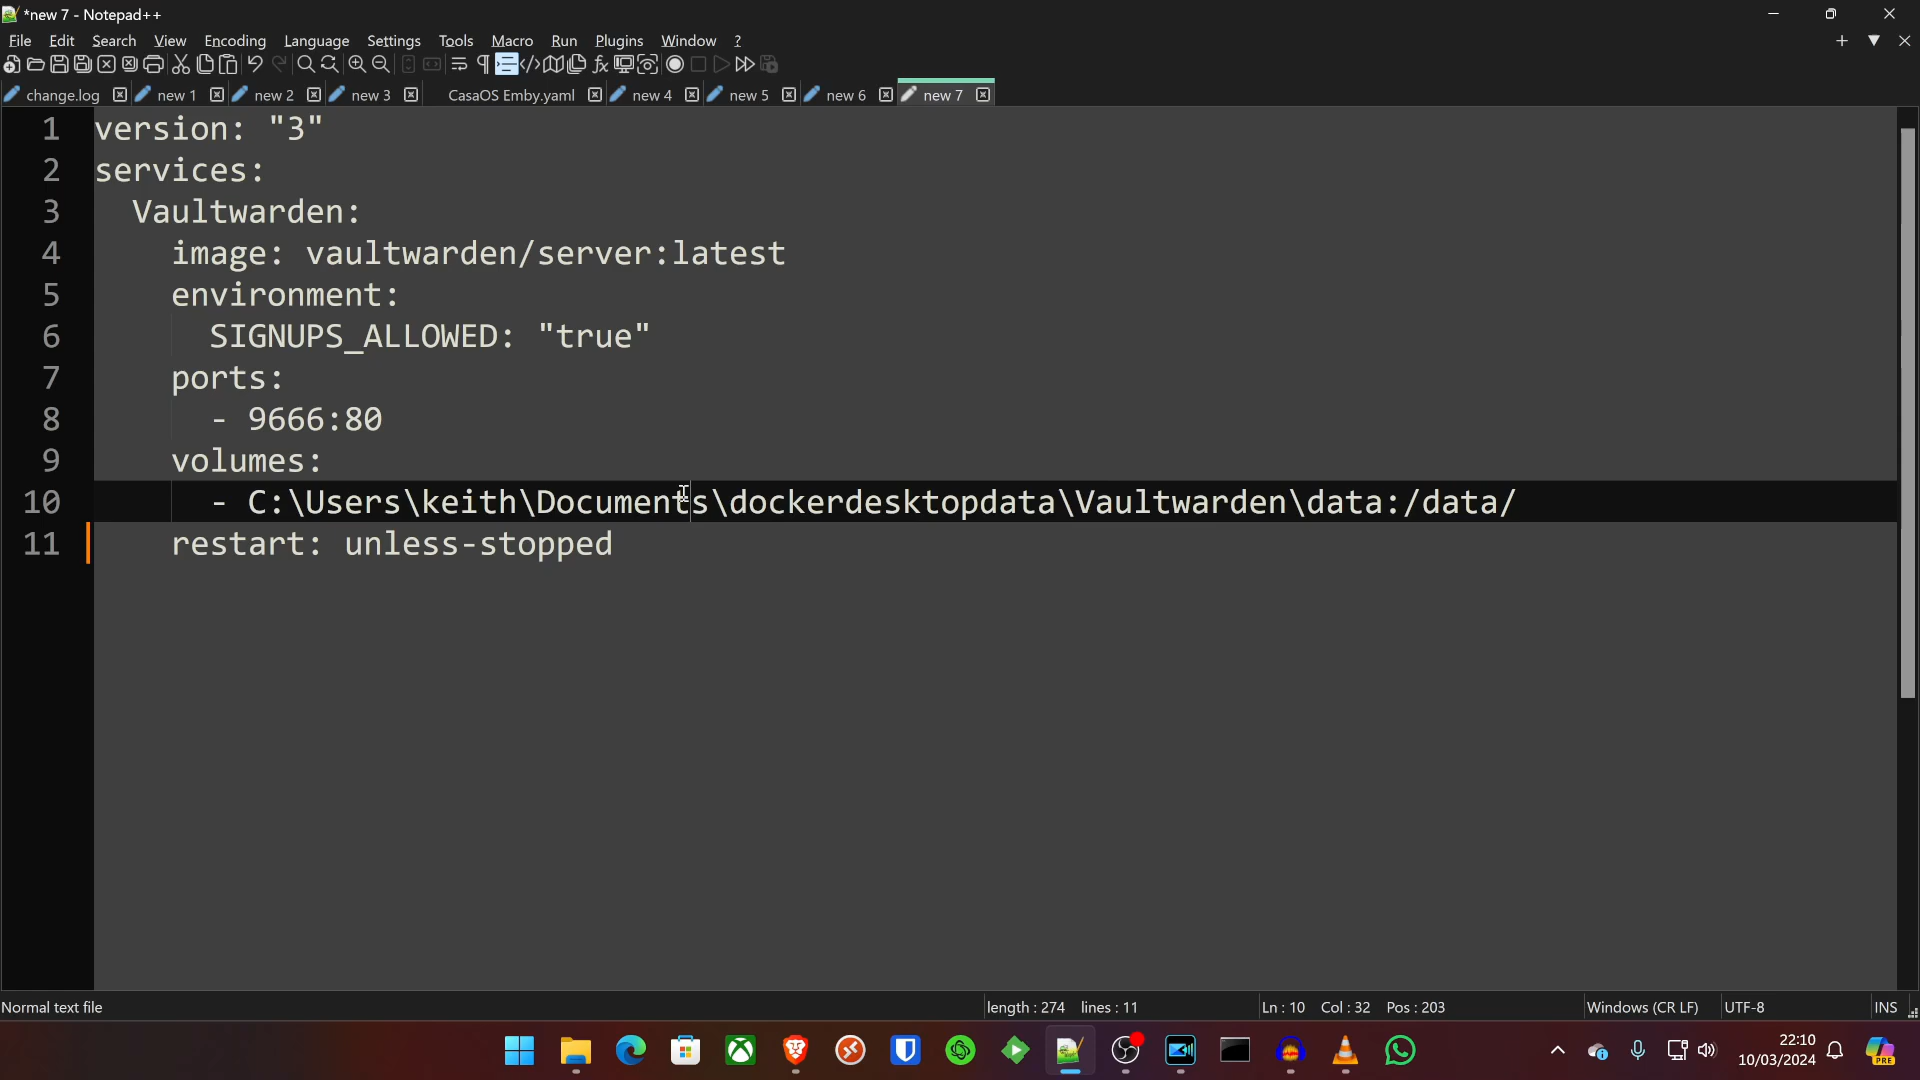 *new 7 - Notepad++
File Edit Search View Encoding Language Settings Tools Macro Run Plugins Window ?
change.log new 1 new 2 new 3 CasaOS Emby.yaml new 4 new 5 new 6 new 7
1 version: "3"
2 services:
3 Vaultwarden:
4 image: vaultwarden/server:latest
5 environment:
6 SIGNUPS_ALLOWED: "true"
7 ports:
8 - 9666:80
9 volumes:
10 - C:\Users\keith\Documents\dockerdesktopdata\Vaultwarden\data:/data/
11 restart: unless-stopped
Normal text file length : 274 lines : 11 Ln : 10 Col : 32 Pos : 203 Windows (CR LF) UTF-8 INS
22:10
10/03/2024
PRE